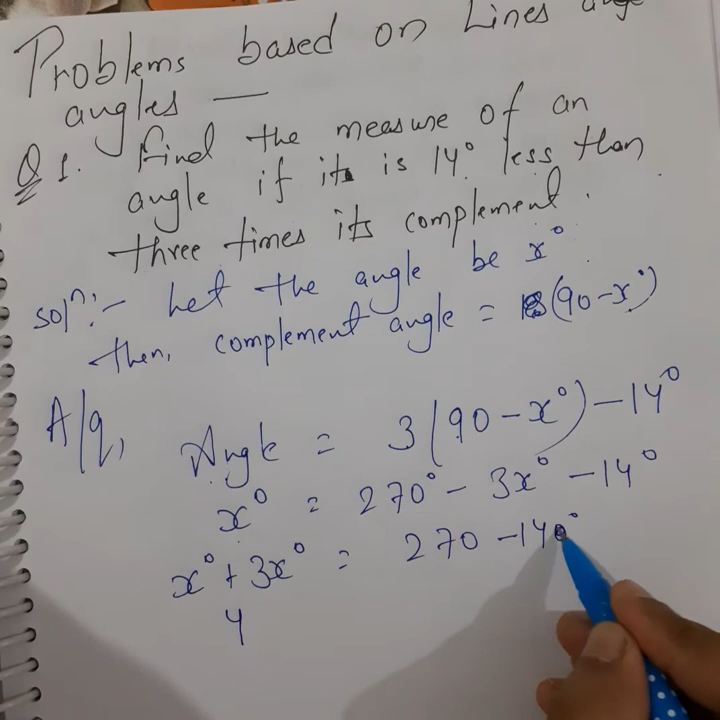 Problems based on Lines
angles —
Q 1. Find the measure of an
angle if its is 14° less than
three times its complement.
Solⁿ:- Let the angle be x°
then, complement angle = (90-x°)
A/q, Angle = 3(90-x°)-14°
x° = 270° - 3x° - 14°
x° + 3x° = 270 - 14°
4